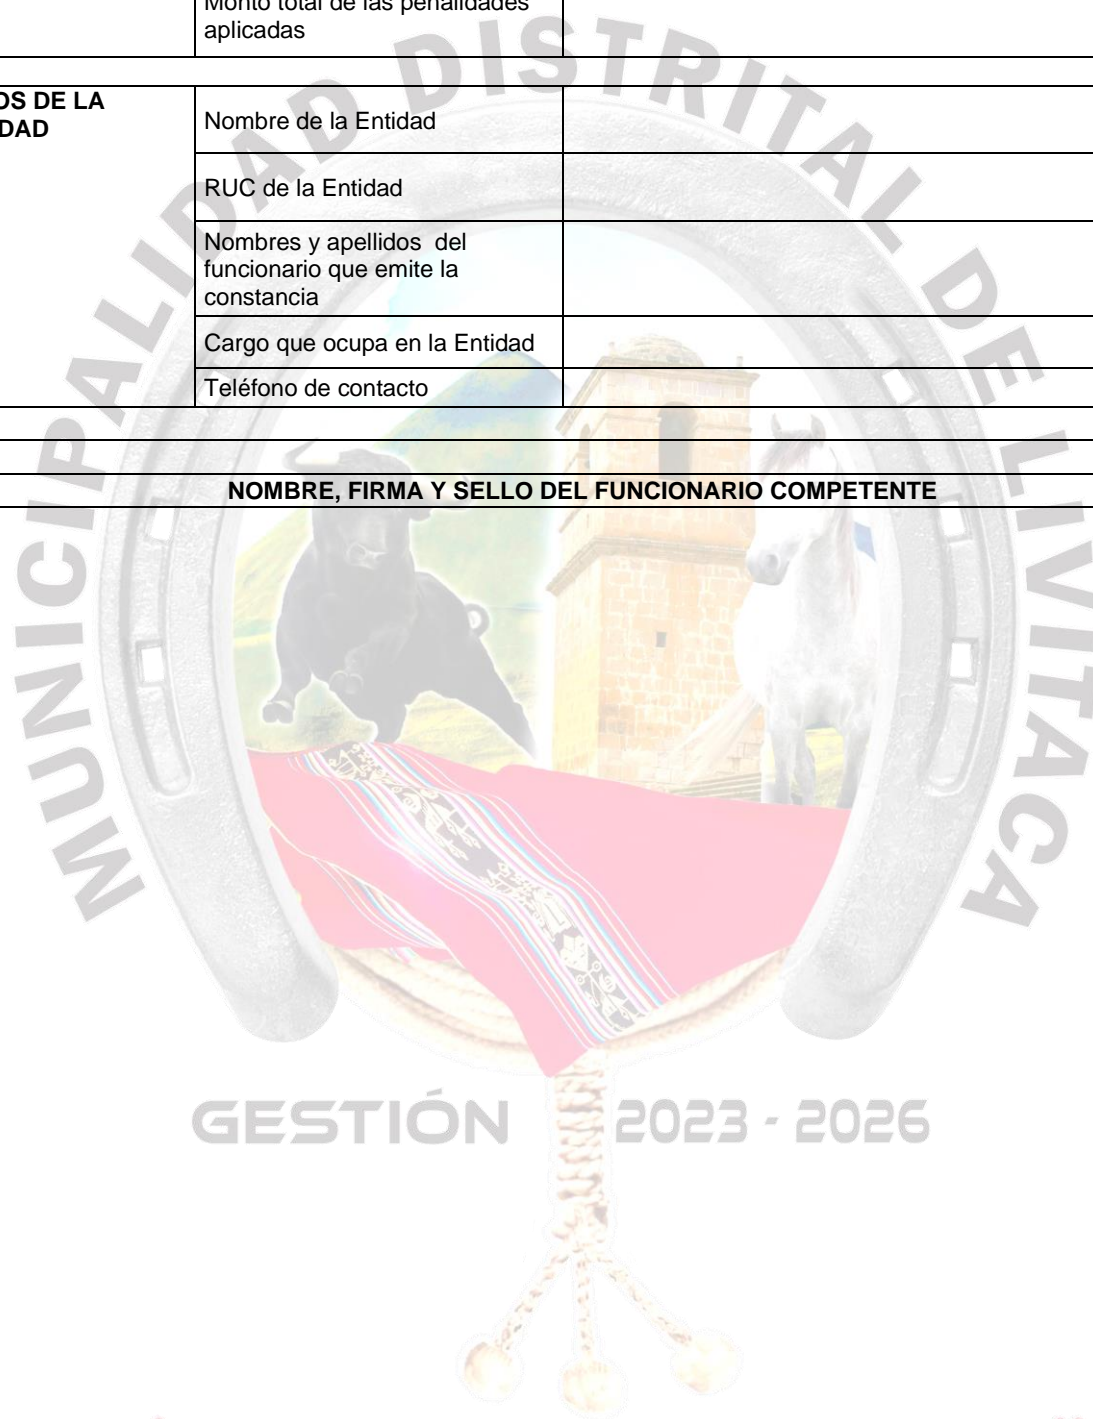 Monto total de las penalidades
aplicadas
OS DE LA
DAD
Nombre de la Entidad
RUC de la Entidad
Nombres y apellidos del
funcionario que emite la
constancia
Cargo que ocupa en la Entidad
Teléfono de contacto
NOMBRE, FIRMA Y SELLO DEL FUNCIONARIO COMPETENTE
MUNICIPALIDAD DISTRITAL DE LIVITACA
GESTIÓN 2023 - 2026